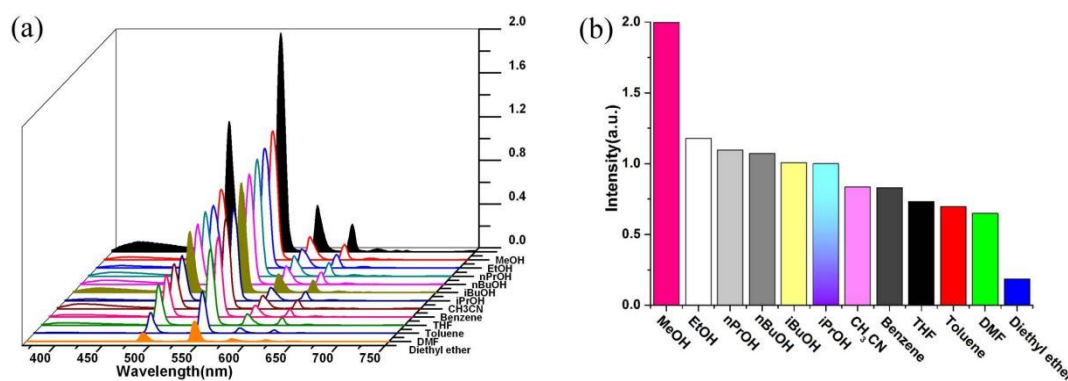 (a)
2.0
1.6
1.2
0.8
0.4
0.0
MeOH
EtOH
nPrOH
nBuOH
iBuOH
iPrOH
CH3CN
Benzene
THF
Toluene
DMF
Diethyl ether
400 450 500 550 600 650 700 750
Wavelength(nm)
(b)
2.0
1.5
1.0
0.5
0.0
Intensity(a.u.)
MeOH
EtOH
nPrOH
nBuOH
iBuOH
iPrOH
CH3CN
Benzene
THF
Toluene
DMF
Diethyl ether